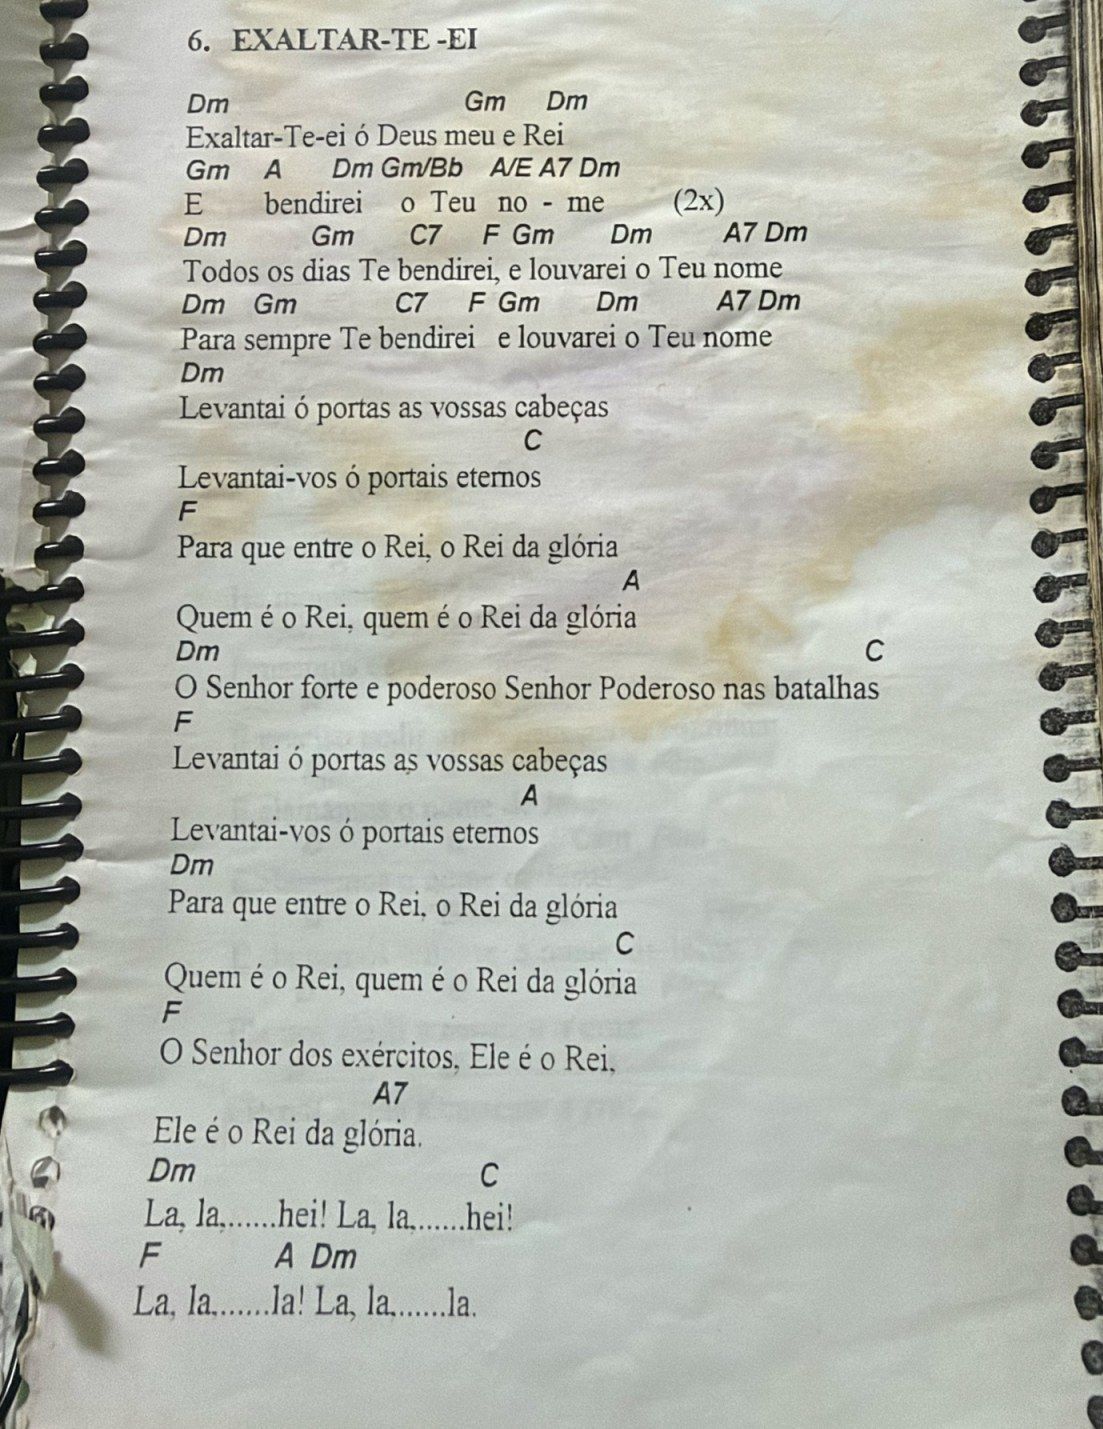 6. EXALTAR-TE -EI
Dm Gm Dm
Exaltar-Te-ei ó Deus meu e Rei
Gm A Dm Gm/Bb A/E A7 Dm
E bendirei o Teu no - me (2x)
Dm Gm C7 F Gm Dm A7 Dm
Todos os dias Te bendirei, e louvarei o Teu nome
Dm Gm C7 F Gm Dm A7 Dm
Para sempre Te bendirei e louvarei o Teu nome
Dm
Levantai ó portas as vossas cabeças
C
Levantai-vos ó portais eternos
F
Para que entre o Rei, o Rei da glória
A
Quem é o Rei, quem é o Rei da glória
Dm C
O Senhor forte e poderoso Senhor Poderoso nas batalhas
F
Levantai ó portas as vossas cabeças
A
Levantai-vos ó portais eternos
Dm
Para que entre o Rei, o Rei da glória
C
Quem é o Rei, quem é o Rei da glória
F
O Senhor dos exércitos, Ele é o Rei,
A7
Ele é o Rei da glória.
Dm C
La, la,......hei! La, la,......hei!
F A Dm
La, la,......la! La, la,......la.